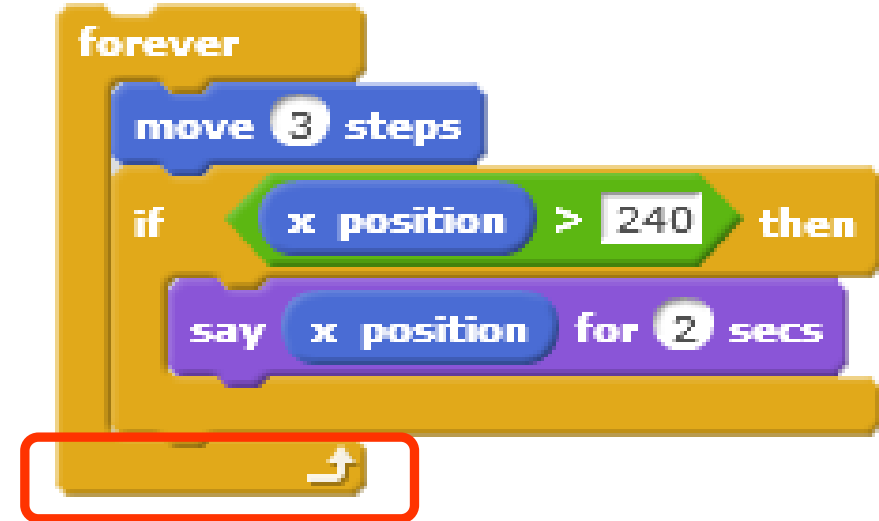 forever
move 3 steps
if x position > 240 then
say x position for 2 secs